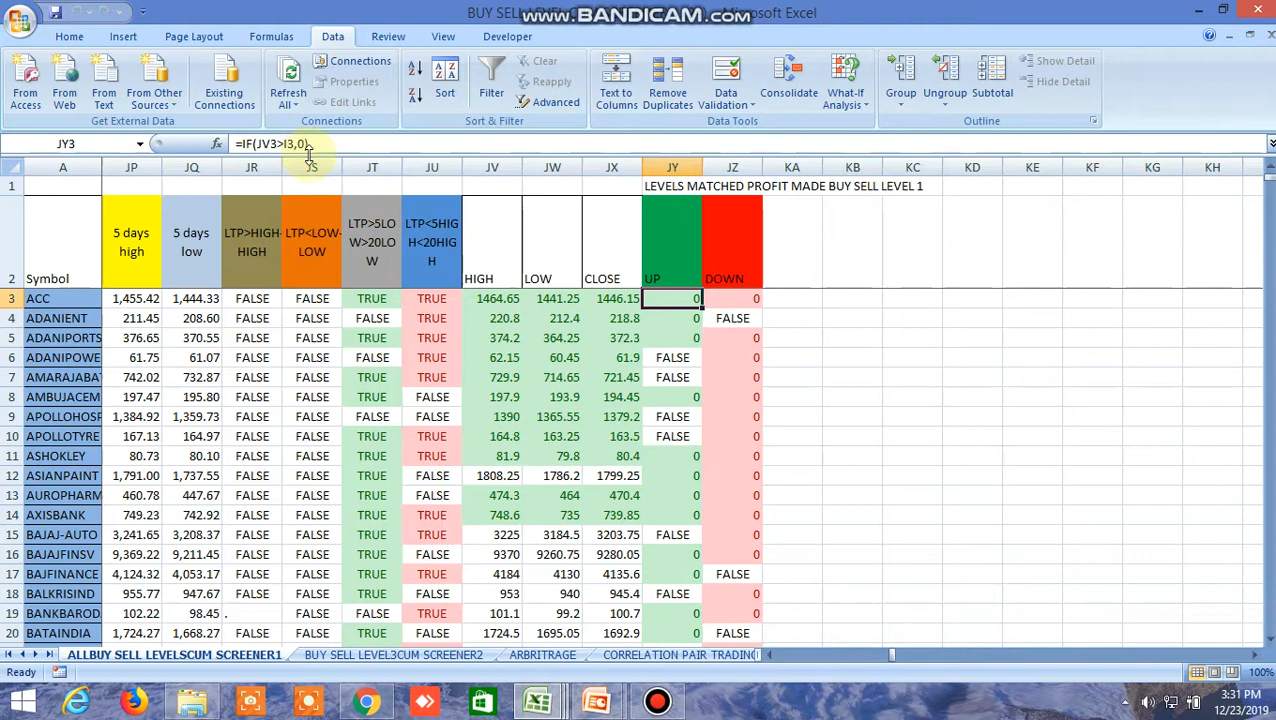 BUY SELL LEVEL
www.BANDICAM.com
Microsoft Excel
Home Insert Page Layout Formulas Data Review View Developer
From Access
From Web
From Text
From Other Sources
Existing Connections
Refresh All
Connections
Properties
Edit Links
Sort
Filter
Clear
Reapply
Advanced
Text to Columns
Remove Duplicates
Data Validation
Consolidate
What-If Analysis
Group
Ungroup
Subtotal
Show Detail
Hide Detail
Get External Data Connections Sort & Filter Data Tools Outline
JY3 fx =IF(JV3>I3,0)
A JP JQ JR JS JT JU JV JW JX JY JZ KA KB KC KD KE KF KG KH
1 LEVELS MATCHED PROFIT MADE BUY SELL LEVEL 1
2 Symbol 5 days high 5 days low LTP>HIGH-HIGH LTP<LOW-LOW LTP>5LOW>20LOW LTP<5HIGH<20HIGH HIGH LOW CLOSE UP DOWN
3 ACC 1,455.42 1,444.33 FALSE FALSE TRUE TRUE 1464.65 1441.25 1446.15 0 0
4 ADANIENT 211.45 208.60 FALSE FALSE FALSE TRUE 220.8 212.4 218.8 0 FALSE
5 ADANIPORTS 376.65 370.55 FALSE FALSE TRUE TRUE 374.2 364.25 372.3 0 0
6 ADANIPOWE 61.75 61.07 FALSE FALSE FALSE TRUE 62.15 60.45 61.9 FALSE 0
7 AMARAJABA 742.02 732.87 FALSE FALSE TRUE TRUE 729.9 714.65 721.45 FALSE 0
8 AMBUJACEM 197.47 195.80 FALSE FALSE TRUE FALSE 197.9 193.9 194.45 0 0
9 APOLLOHOSP 1,384.92 1,359.73 FALSE FALSE FALSE FALSE 1390 1365.55 1379.2 FALSE 0
10 APOLLOTYRE 167.13 164.97 FALSE FALSE TRUE TRUE 164.8 163.25 163.5 FALSE 0
11 ASHOKLEY 80.73 80.10 FALSE FALSE TRUE TRUE 81.9 79.8 80.4 0 0
12 ASIANPAINT 1,791.00 1,737.55 FALSE FALSE TRUE FALSE 1808.25 1786.2 1799.25 0 0
13 AUROPHARM 460.78 447.67 FALSE FALSE TRUE FALSE 474.3 464 470.4 0 0
14 AXISBANK 749.23 742.92 FALSE FALSE TRUE TRUE 748.6 735 739.85 0 0
15 BAJAJ-AUTO 3,241.65 3,208.37 FALSE FALSE TRUE FALSE 3225 3184.5 3203.75 FALSE 0
16 BAJAJFINSV 9,369.22 9,211.45 FALSE FALSE TRUE FALSE 9370 9260.75 9280.05 0 0
17 BAJFINANCE 4,124.32 4,053.17 FALSE FALSE TRUE TRUE 4184 4130 4135.6 0 FALSE
18 BALKRISIND 955.77 947.67 FALSE FALSE TRUE FALSE 953 940 945.4 FALSE 0
19 BANKBAROD 102.22 98.45 . FALSE FALSE TRUE 101.1 99.2 100.7 0 0
20 BATAINDIA 1,724.27 1,668.27 FALSE FALSE TRUE FALSE 1724.5 1695.05 1692.9 0 FALSE
ALLBUY SELL LEVELSCUM SCREENER1 BUY SELL LEVEL3CUM SCREENER2 ARBITRAGE CORRELATION PAIR TRADING
Ready 100%
3:31 PM
12/23/2019